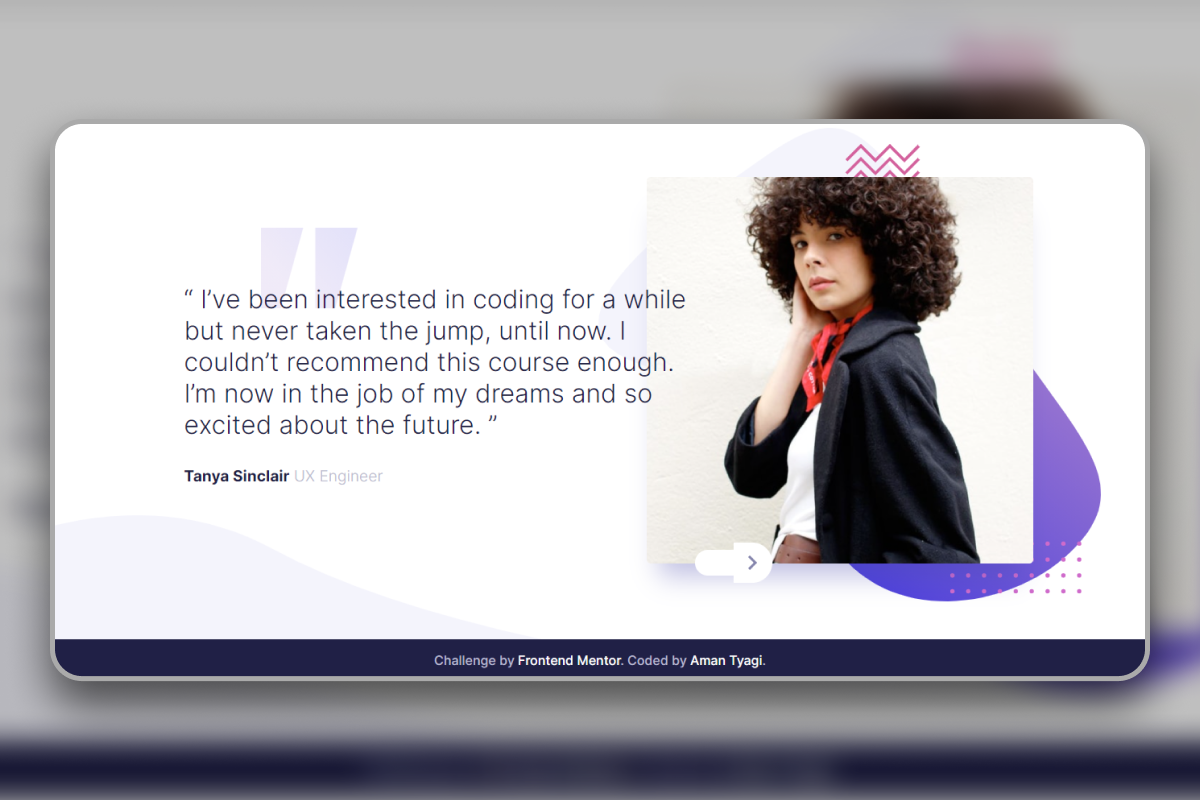 “ I’ve been interested in coding for a while
but never taken the jump, until now. I
couldn’t recommend this course enough.
I’m now in the job of my dreams and so
excited about the future. ”
Tanya Sinclair UX Engineer
Challenge by Frontend Mentor. Coded by Aman Tyagi.